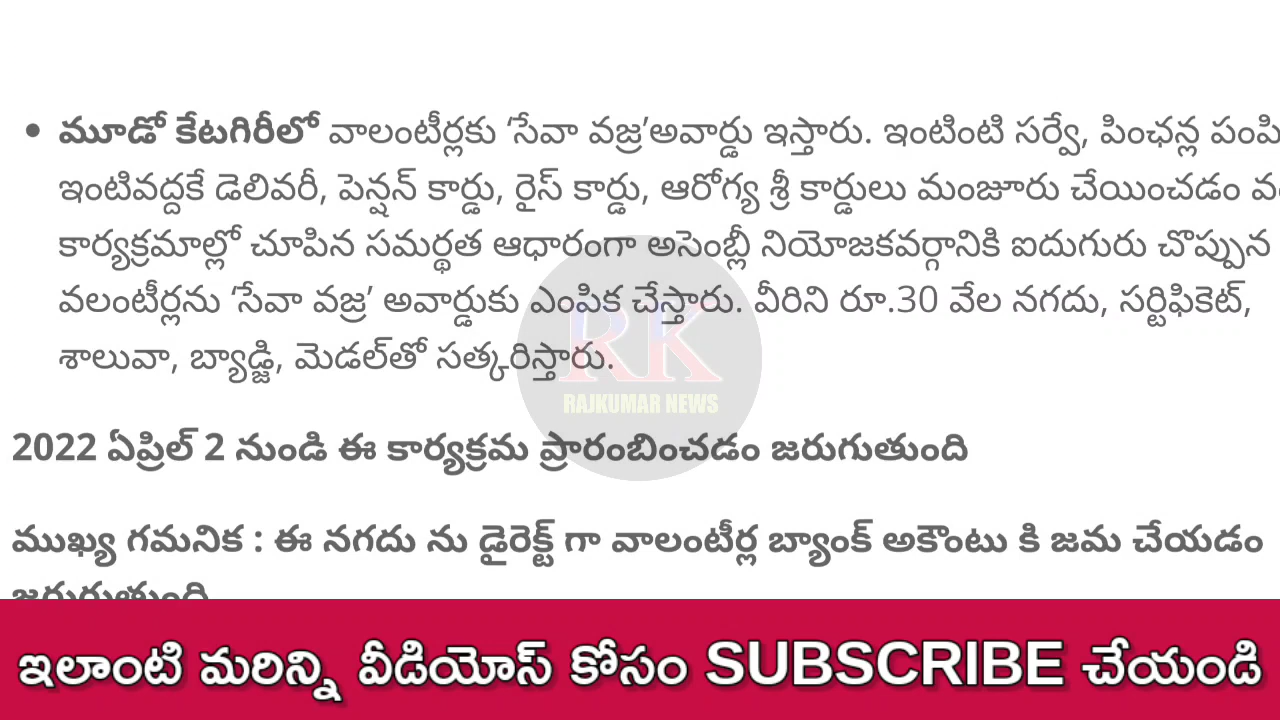 • మూడో కేటగిరీలో వాలంటీర్లకు ‘సేవా వజ్ర’అవార్డు ఇస్తారు. ఇంటింటి సర్వే, పింఛన్ల
ఇంటివద్దకే డెలివరీ, పెన్షన్ కార్డు, రైస్ కార్డు, ఆరోగ్య శ్రీ కార్డులు మంజూరు చేయించడం
కార్యక్రమాల్లో చూపిన సమర్థత ఆధారంగా అసెంబ్లీ నియోజకవర్గానికి ఐదుగురు చొప్పున
వలంటీర్లను ‘సేవా వజ్ర’ అవార్డుకు ఎంపిక చేస్తారు. వీరిని రూ.30 వేల నగదు, సర్టిఫికెట్,
శాలువా, బ్యాడ్జి, మెడల్‌తో సత్కరిస్తారు.
RK
RAJKUMAR NEWS
2022 ఏప్రిల్ 2 నుండి ఈ కార్యక్రమ ప్రారంబించడం జరుగుతుంది
ముఖ్య గమనిక : ఈ నగదు ను డైరెక్ట్ గా వాలంటీర్ల బ్యాంక్ అకౌంటు కి జమ చేయడం
జరుగుతుంది
ఇలాంటి మరిన్ని వీడియోస్ కోసం SUBSCRIBE చేయండి